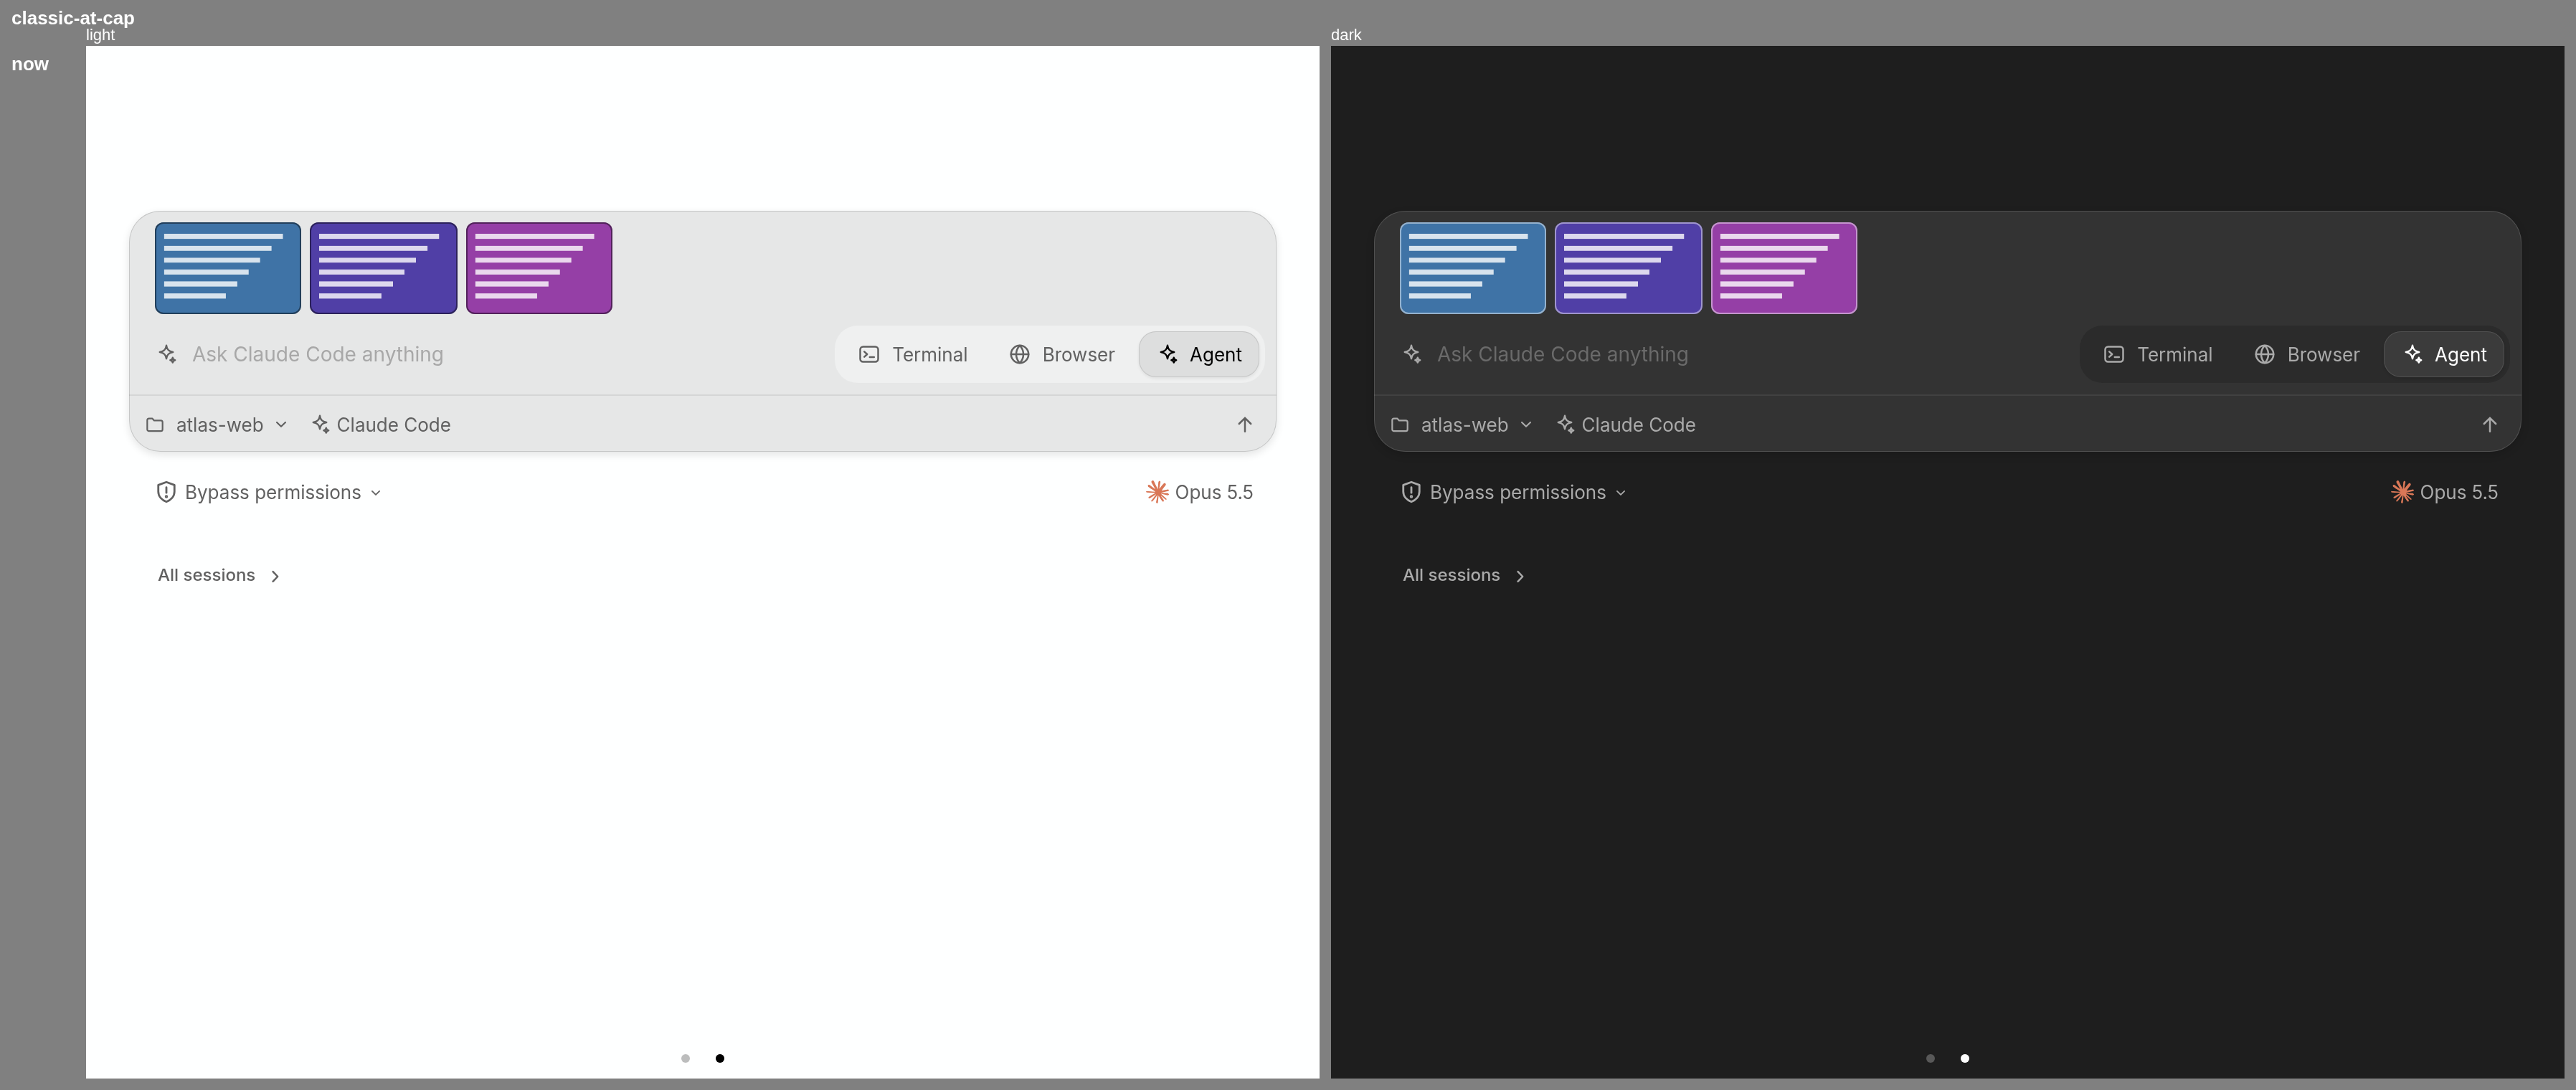 classic-at-cap
light
dark
now
Ask Claude Code anything
Terminal
Browser
Agent
atlas-web
Claude Code
Bypass permissions
Opus 5.5
All sessions
Ask Claude Code anything
Terminal
Browser
Agent
atlas-web
Claude Code
Bypass permissions
Opus 5.5
All sessions